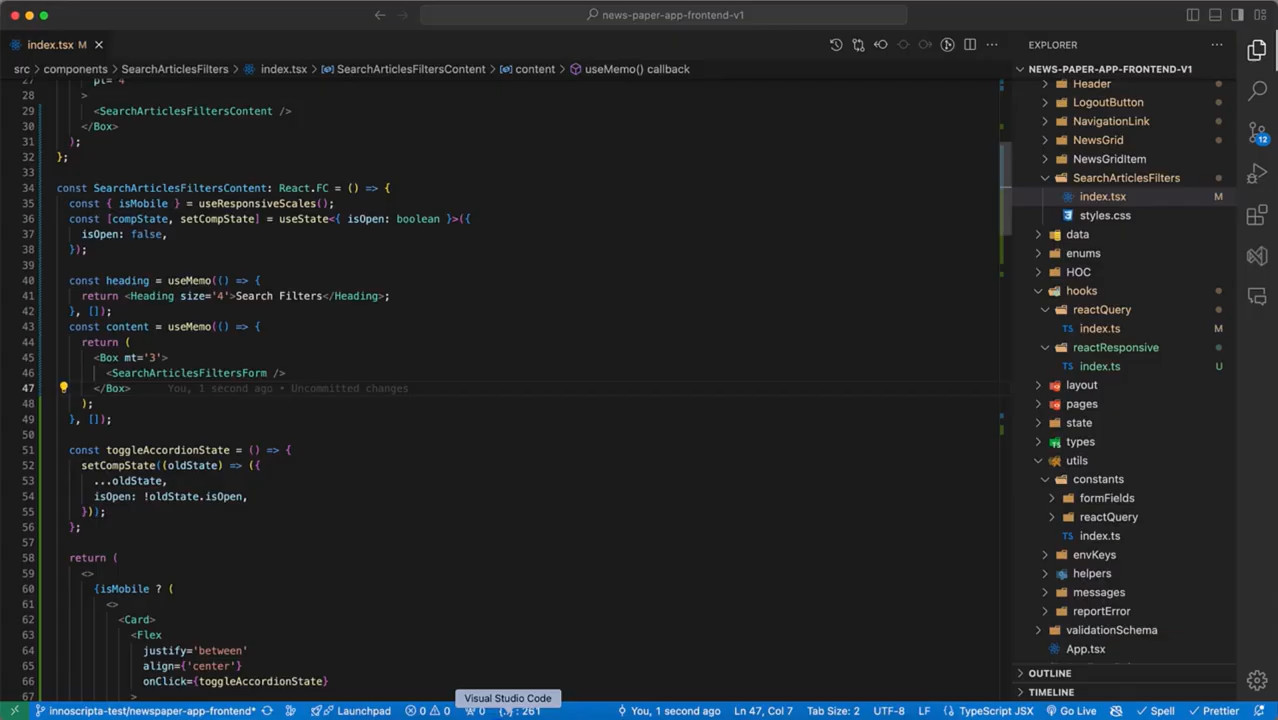 news-paper-app-frontend-v1
index.tsx M
EXPLORER
src > components > SearchArticlesFilters > index.tsx > SearchArticlesFiltersContent > content > useMemo() callback
28 >
29 <SearchArticlesFiltersContent />
30 </Box>
31 );
32 };
33
34 const SearchArticlesFiltersContent: React.FC = () => {
35 const { isMobile } = useResponsiveScales();
36 const [compState, setCompState] = useState<{ isOpen: boolean }>({
37 isOpen: false,
38 });
39
40 const heading = useMemo(() => {
41 return <Heading size='4'>Search Filters</Heading>;
42 }, []);
43 const content = useMemo(() => {
44 return (
45 <Box mt='3'>
46 <SearchArticlesFiltersForm />
47 </Box> You, 1 second ago • Uncommitted changes
48 );
49 }, []);
50
51 const toggleAccordionState = () => {
52 setCompState((oldState) => ({
53 ...oldState,
54 isOpen: !oldState.isOpen,
55 }));
56 };
57
58 return (
59 <>
60 {isMobile ? (
61 <>
62 <Card>
63 <Flex
64 justify='between'
65 align={'center'}
66 onClick={toggleAccordionState}
67 >
NEWS-PAPER-APP-FRONTEND-V1
Header
LogoutButton
NavigationLink
NewsGrid
NewsGridItem
SearchArticlesFilters
index.tsx M
styles.css
data
enums
HOC
hooks
reactQuery
TS index.ts M
reactResponsive
TS index.ts U
layout
pages
state
types
utils
constants
formFields
reactQuery
TS index.ts
envKeys
helpers
messages
reportError
validationSchema
App.tsx
OUTLINE
TIMELINE
12
Visual Studio Code
innoscripta-test/newspaper-app-frontend* Launchpad 0 0 0 : 261 You, 1 second ago Ln 47, Col 7 Tab Size: 2 UTF-8 LF TypeScript JSX Go Live Spell Prettier